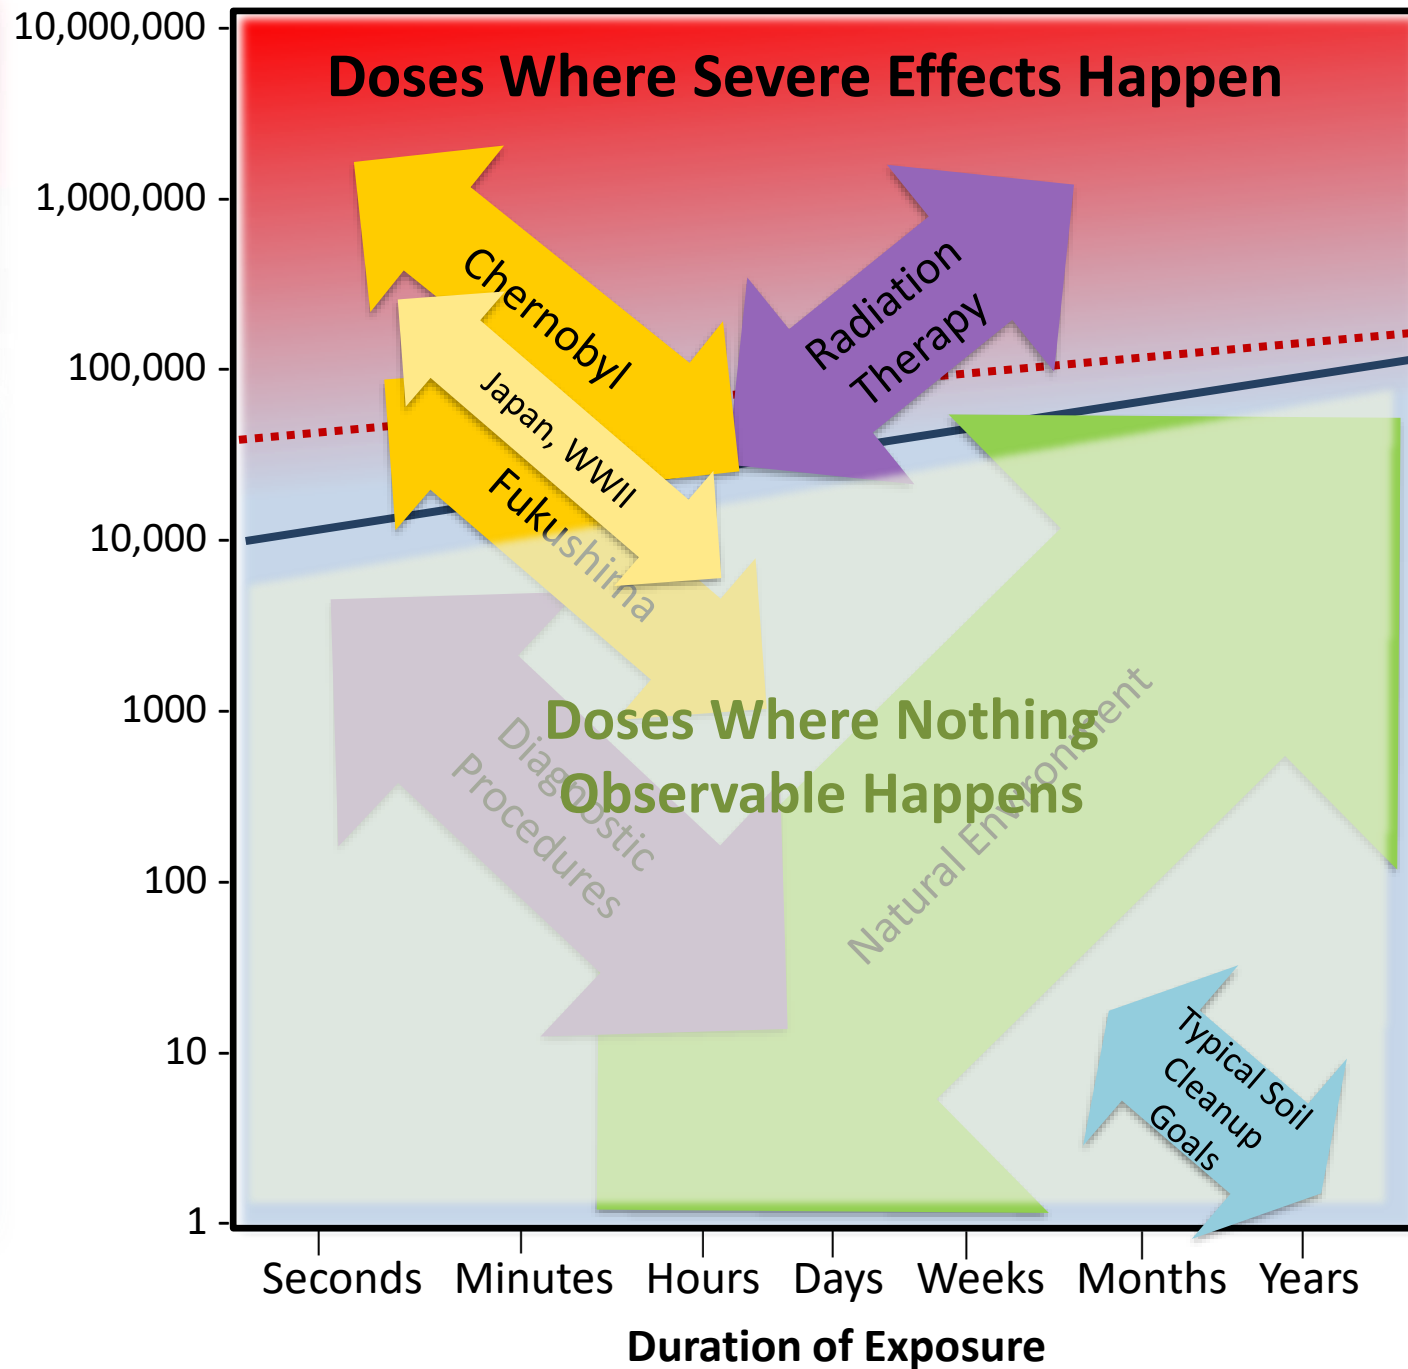 10,000,000
1,000,000
100,000
10,000
1000
100
10
1
Doses Where Severe Effects Happen
Chernobyl
Radiation
Therapy
Japan, WWII
Fukushima
Doses Where Nothing
Observable Happens
Diagnostic
Procedures
Natural Environment
Typical Soil
Cleanup
Goals
Seconds Minutes Hours Days Weeks Months Years
Duration of Exposure